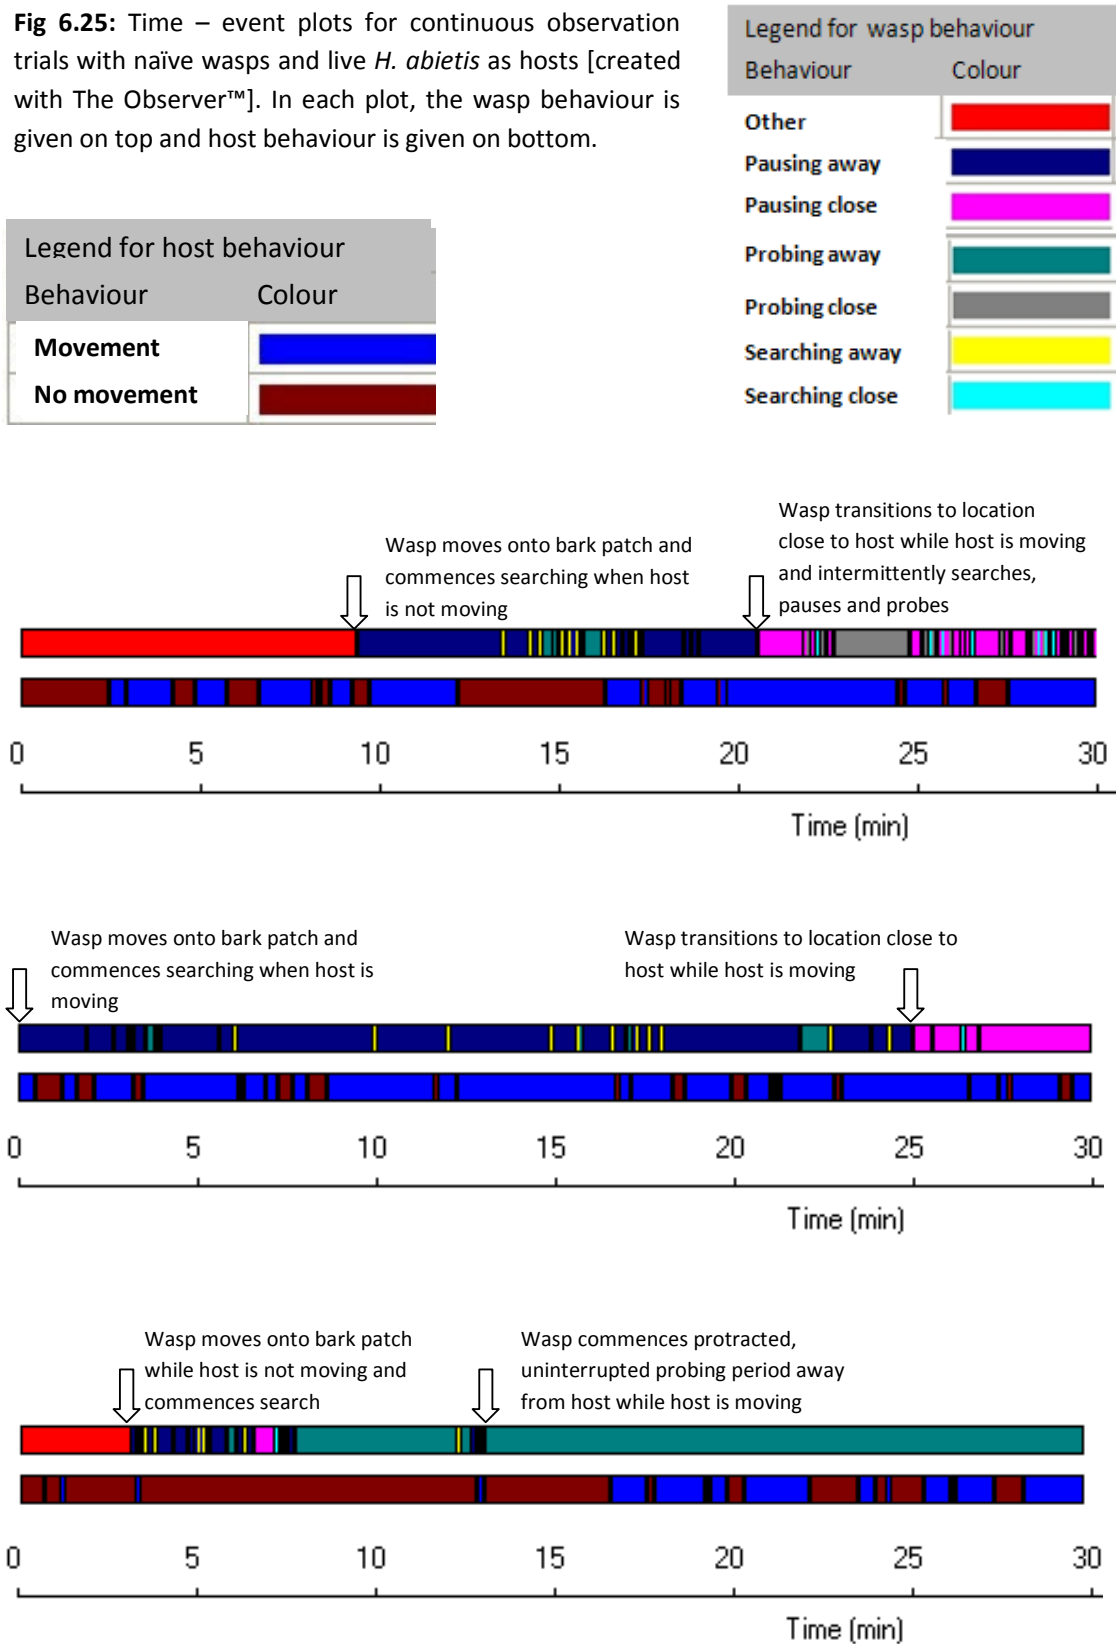 Fig 6.25: Time – event plots for continuous observation
trials with naïve wasps and live H. abietis as hosts [created
with The Observer™]. In each plot, the wasp behaviour is
given on top and host behaviour is given on bottom.
Legend for wasp behaviour
Behaviour Colour
Other
Pausing away
Pausing close
Probing away
Probing close
Searching away
Searching close
Legend for host behaviour
Behaviour Colour
Movement
No movement
Wasp moves onto bark patch and
commences searching when host
is not moving
Wasp transitions to location
close to host while host is moving
and intermittently searches,
pauses and probes
0 5 10 15 20 25 30
Time (min)
Wasp moves onto bark patch and
commences searching when host is
moving
Wasp transitions to location close to
host while host is moving
0 5 10 15 20 25 30
Time (min)
Wasp moves onto bark patch
while host is not moving and
commences search
Wasp commences protracted,
uninterrupted probing period away
from host while host is moving
0 5 10 15 20 25 30
Time (min)